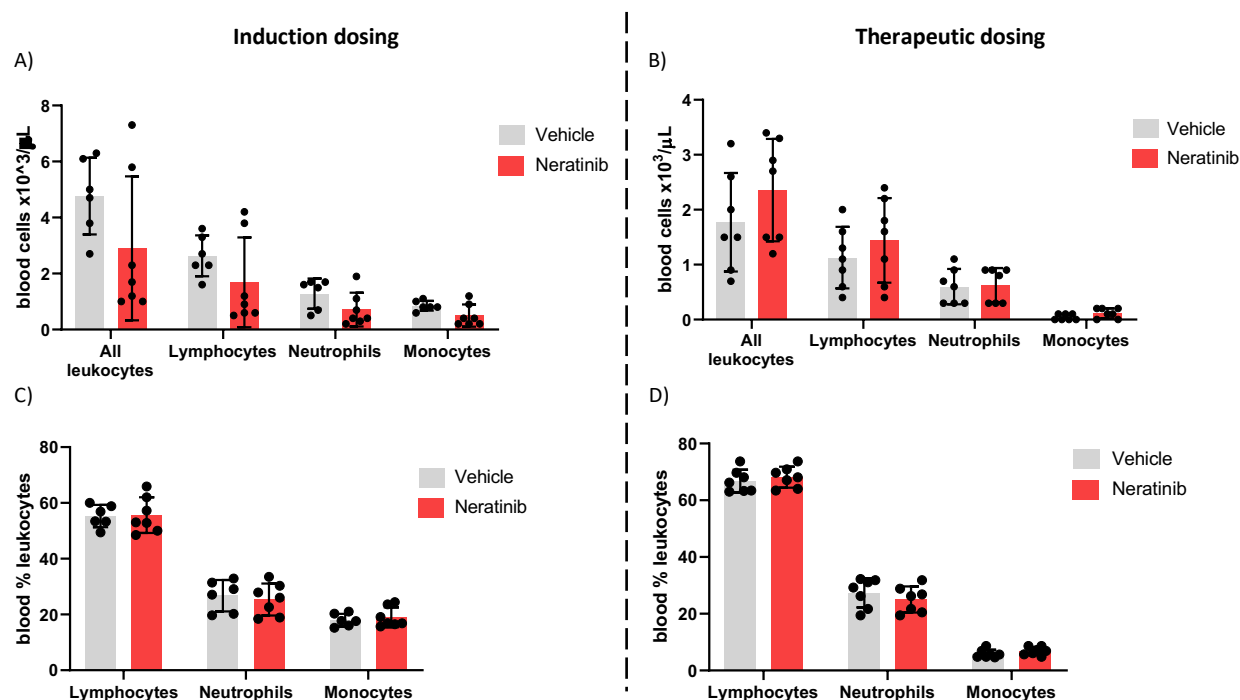 Induction dosing
Therapeutic dosing
A)
blood cells x10^3/μL
8
6
4
2
0
Vehicle
Neratinib
All
leukocytes
Lymphocytes
Neutrophils
Monocytes
B)
blood cells x10³/μL
4
3
2
1
0
Vehicle
Neratinib
All
leukocytes
Lymphocytes
Neutrophils
Monocytes
C)
blood % leukocytes
80
60
40
20
0
Vehicle
Neratinib
Lymphocytes
Neutrophils
Monocytes
D)
blood % leukocytes
80
60
40
20
0
Vehicle
Neratinib
Lymphocytes
Neutrophils
Monocytes